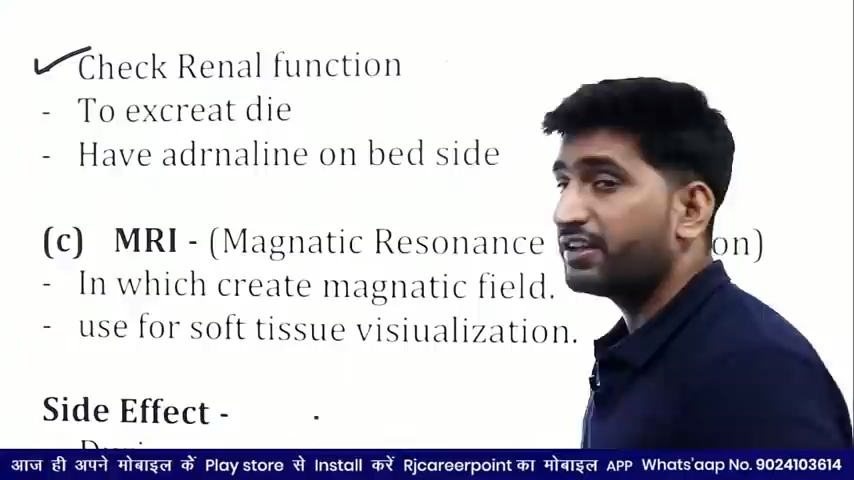 Check Renal function
- To excreat die
- Have adrnaline on bed side
(c) MRI - (Magnatic Resonance on)
- In which create magnatic field.
- use for soft tissue visiualization.
Side Effect -
आज ही अपने मोबाइल कें Play store से Install करें Rjcareerpoint का मोबाइल APP Whats'aap No. 9024103614